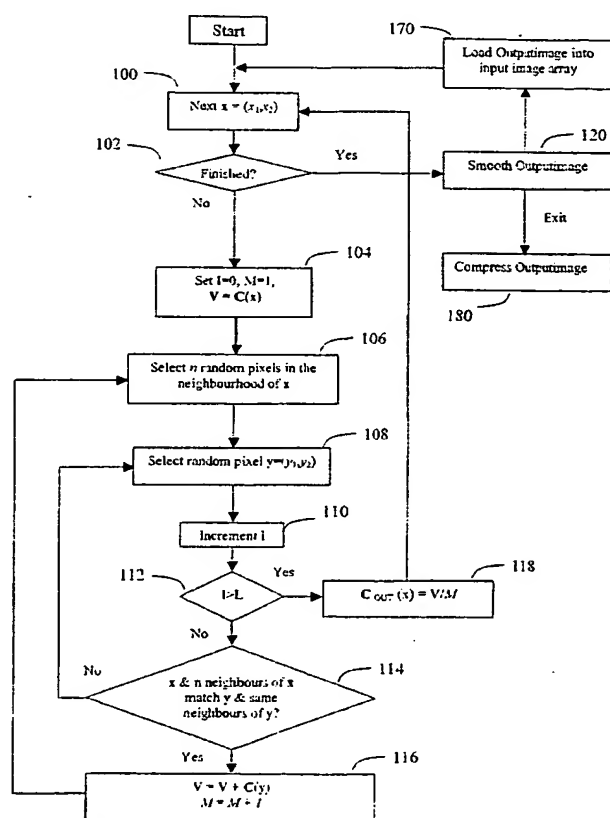 Start
170
Load Outputimage into
input image array
100
Next x = (x₁,x₂)
102
Finished?
Yes
120
Smooth Outputimage
No
Exit
104
Set I=0, M=1,
V = C(x)
Compress Outputimage
180
106
Select n random pixels in the
neighbourhood of x
108
Select random pixel y=(y₁,y₂)
110
Increment I
112
I>L
Yes
118
C OUT (x) = V/M
No
No
114
x & n neighbours of x
match y & same
neighbours of y?
Yes
116
V = V + C(y)
M = M + 1